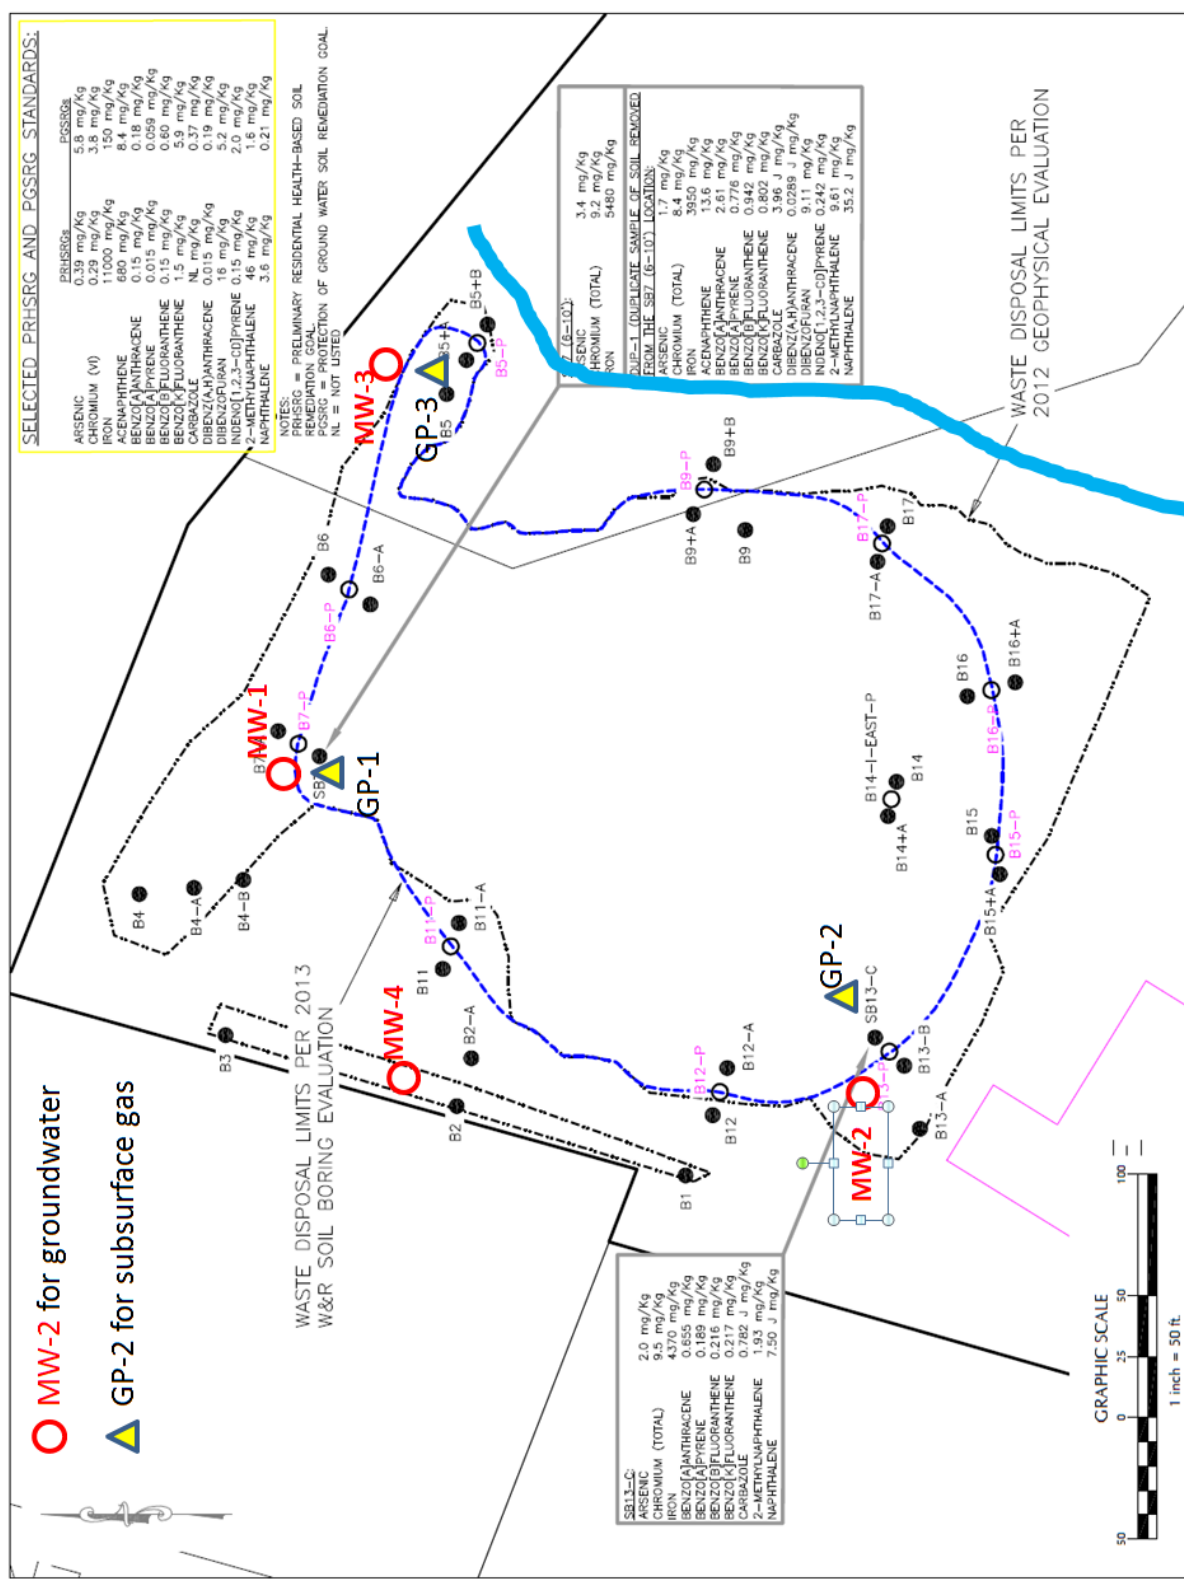 MW-2 for groundwater
GP-2 for subsurface gas
SELECTED PRHSRG AND PGSRG STANDARDS:
PRHSRGs PGSRGs
ARSENIC 0.39 mg/Kg 5.8 mg/Kg
CHROMIUM (VI) 0.29 mg/Kg 3.8 mg/Kg
IRON 11000 mg/Kg 150 mg/Kg
ACENAPHTHENE 680 mg/Kg 8.4 mg/Kg
BENZO[A]ANTHRACENE 0.15 mg/Kg 0.18 mg/Kg
BENZO[A]PYRENE 0.015 mg/Kg 0.059 mg/Kg
BENZO[B]FLUORANTHENE 0.15 mg/Kg 0.60 mg/Kg
BENZO[K]FLUORANTHENE 1.5 mg/Kg 5.9 mg/Kg
CARBAZOLE NL mg/Kg 0.37 mg/Kg
DIBENZ(A,H)ANTHRACENE 0.015 mg/Kg 0.19 mg/Kg
DIBENZOFURAN 16 mg/Kg 5.2 mg/Kg
INDENO[1,2,3-CD]PYRENE 0.15 mg/Kg 2.0 mg/Kg
2-METHYLNAPHTHALENE 46 mg/Kg 1.6 mg/Kg
NAPHTHALENE 3.6 mg/Kg 0.21 mg/Kg
NOTES:
PRHSRG = PRELIMINARY RESIDENTIAL HEALTH-BASED SOIL
REMEDIATION GOAL.
PGSRG = PROTECTION OF GROUND WATER SOIL REMEDIATION GOAL.
NL = NOT LISTED
WASTE DISPOSAL LIMITS PER 2013
W&R SOIL BORING EVALUATION
B3
B4
B4-A
B4-B
MW-1
B7-P
GP-1
B6
B6-P
B6-A
MW-3
GP-3
B5
B5+A
B5+B
B5-P
MW-4
B2
B2-A
B11
B11-P
B11-A
(6-10'):
ARSENIC 3.4 mg/Kg
CHROMIUM (TOTAL) 9.2 mg/Kg
IRON 5480 mg/Kg
DUP-1 (DUPLICATE SAMPLE OF SOIL REMOVED
FROM THE SB7 (6-10') LOCATION:
ARSENIC 1.7 mg/Kg
CHROMIUM (TOTAL) 8.4 mg/Kg
IRON 3950 mg/Kg
ACENAPHTHENE 13.6 mg/Kg
BENZO[A]ANTHRACENE 2.61 mg/Kg
BENZO[A]PYRENE 0.776 mg/Kg
BENZO[B]FLUORANTHENE 0.942 mg/Kg
BENZO[K]FLUORANTHENE 0.802 mg/Kg
CARBAZOLE 3.96 J mg/Kg
DIBENZ(A,H)ANTHRACENE 0.0289 J mg/Kg
DIBENZOFURAN 9.11 mg/Kg
INDENO[1,2,3-CD]PYRENE 0.242 mg/Kg
2-METHYLNAPHTHALENE 9.61 mg/Kg
NAPHTHALENE 35.2 J mg/Kg
B1
B12
B12-P
B12-A
B9+A
B9-P
B9+B
B9
SB13-C:
ARSENIC 2.0 mg/Kg
CHROMIUM (TOTAL) 9.5 mg/Kg
IRON 4370 mg/Kg
BENZO[A]ANTHRACENE 0.655 mg/Kg
BENZO[A]PYRENE 0.189 mg/Kg
BENZO[B]FLUORANTHENE 0.216 mg/Kg
BENZO[K]FLUORANTHENE 0.217 mg/Kg
CARBAZOLE 0.782 J mg/Kg
2-METHYLNAPHTHALENE 1.93 mg/Kg
NAPHTHALENE 7.50 J mg/Kg
MW-2
GP-2
SB13-C
B13-B
B13-A
B14-I-EAST-P
B14+A
B14
B17-P
B17-A
B17
B15
B15+A
B15-P
B16
B16-P
B16+A
WASTE DISPOSAL LIMITS PER
2012 GEOPHYSICAL EVALUATION
GRAPHIC SCALE
50 0 25 50 100
1 inch = 50 ft.